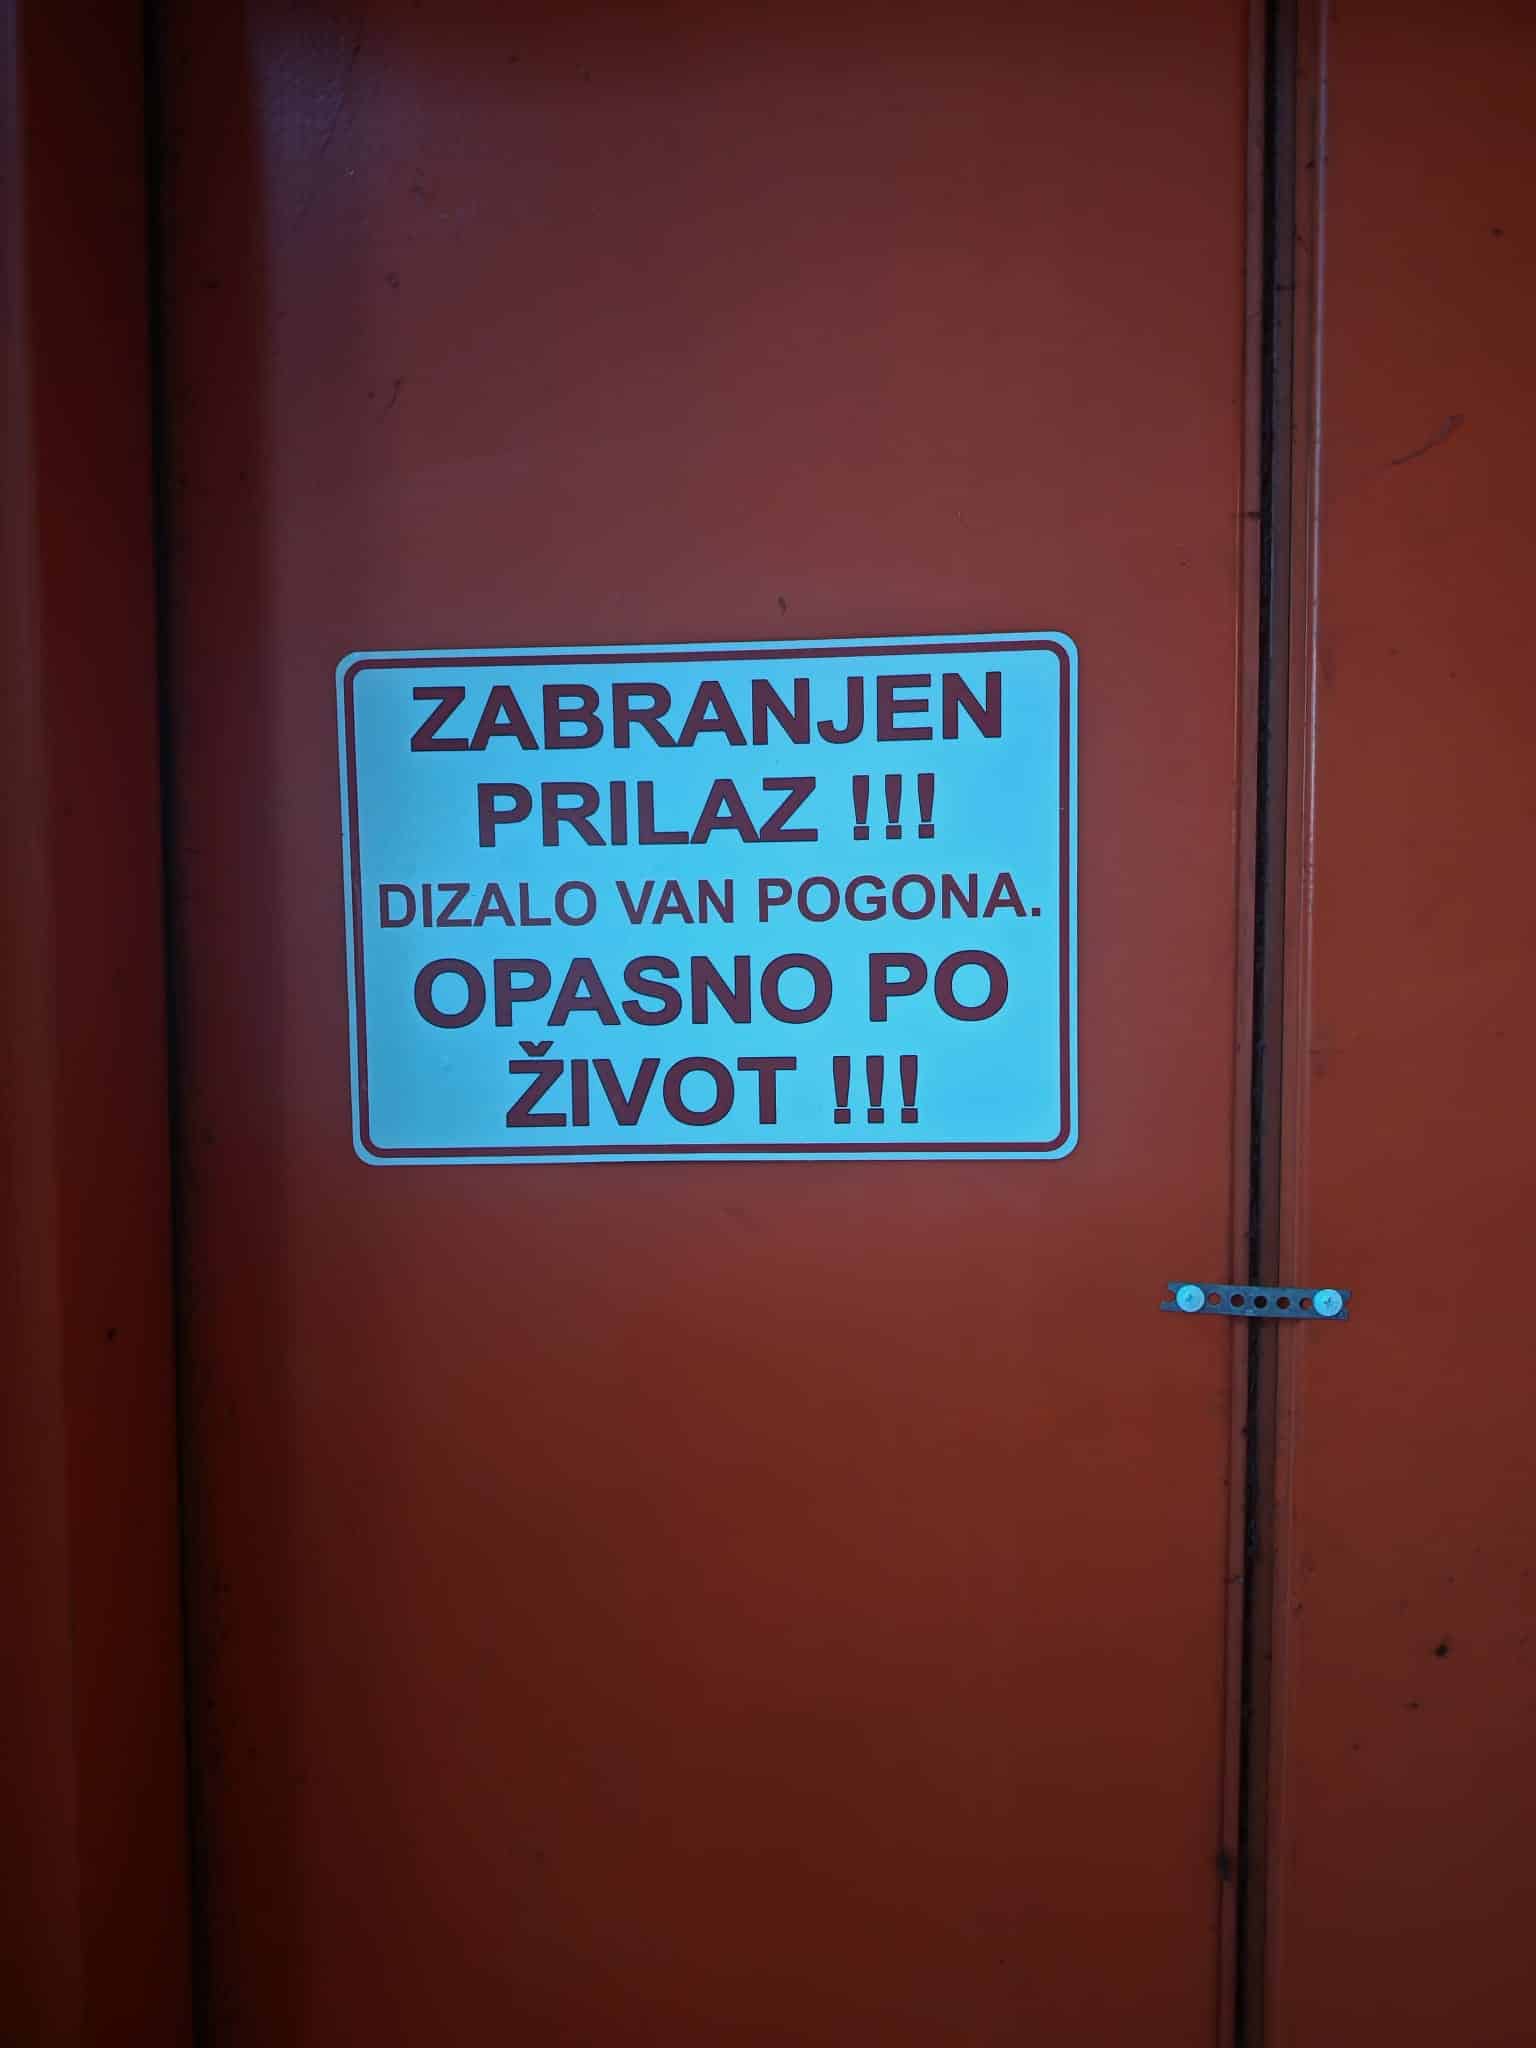 ZABRANJEN
PRILAZ !!!
DIZALO VAN POGONA.
OPASNO PO
ŽIVOT !!!